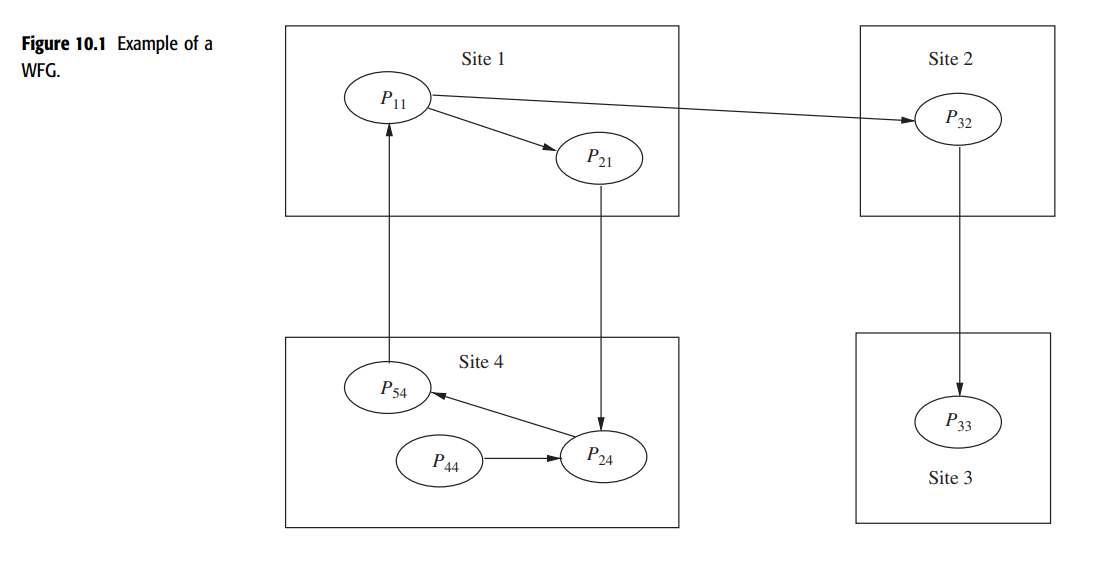 Figure 10.1 Example of a
WFG.
Site 1
Site 2
P11
P32
P21
Site 4
P54
P44
P24
P33
Site 3